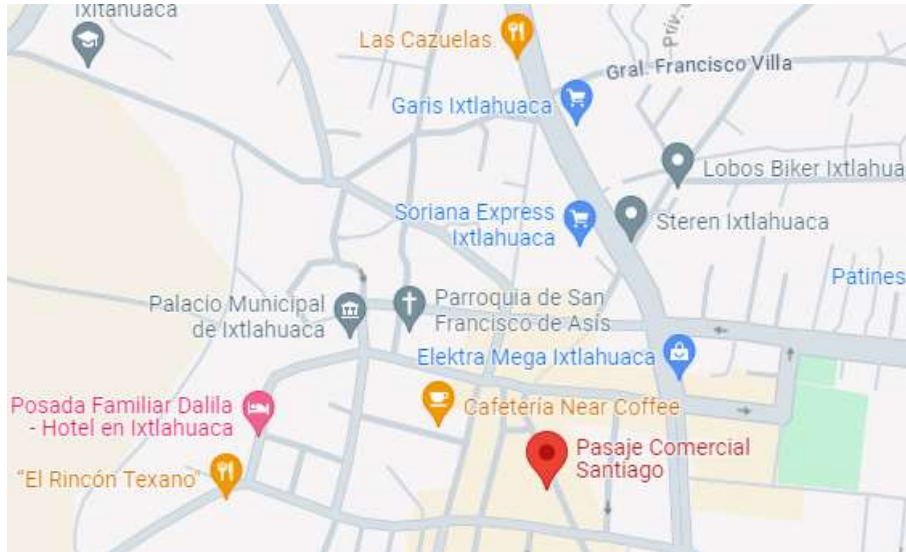 Ixtlahuaca
Las Cazuelas
Priv.
Gral. Francisco Villa
Garis Ixtlahuaca
Lobos Biker Ixtlahua
Soriana Express
Ixtlahuaca
Steren Ixtlahuaca
Patines
Palacio Municipal
de Ixtlahuaca
Parroquia de San
Francisco de Asís
Elektra Mega Ixtlahuaca
Posada Familiar Dalila
- Hotel en Ixtlahuaca
Cafetería Near Coffee
Pasaje Comercial
Santiago
"El Rincón Texano"